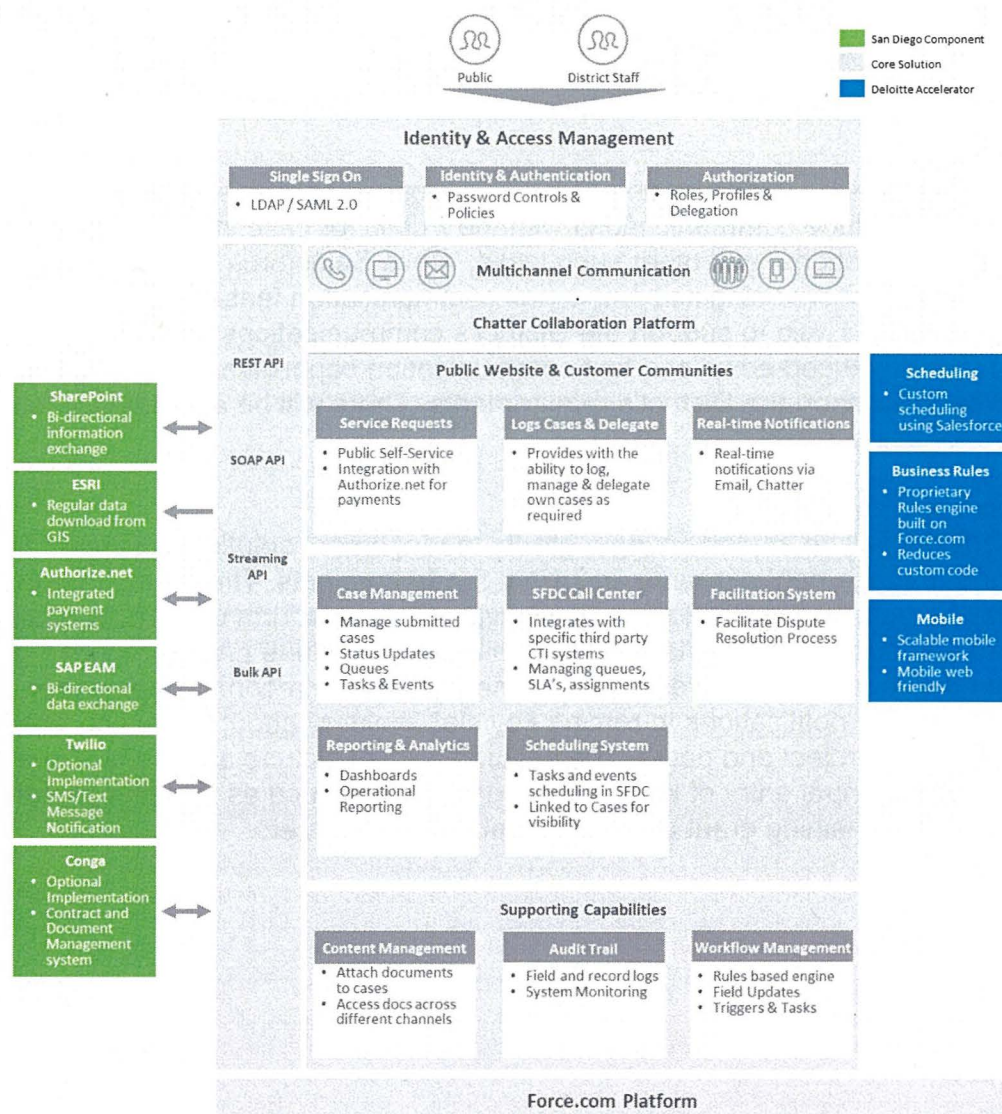 Public
District Staff
San Diego Component
Core Solution
Deloitte Accelerator
Identity & Access Management
Single Sign On
• LDAP / SAML 2.0
Identity & Authentication
• Password Controls &
Policies
Authorization
• Roles, Profiles &
Delegation
Multichannel Communication
Chatter Collaboration Platform
REST API
SOAP API
Streaming
API
Bulk API
Public Website & Customer Communities
Service Requests
• Public Self-Service
• Integration with
Authorize.net for
payments
Logs Cases & Delegate
• Provides with the
ability to log,
manage & delegate
own cases as
required
Real-time Notifications
• Real-time
notifications via
Email, Chatter
Case Management
• Manage submitted
cases
• Status Updates
• Queues
• Tasks & Events
SFDC Call Center
• Integrates with
specific third party
CTI systems
• Managing queues,
SLA's, assignments
Facilitation System
• Facilitate Dispute
Resolution Process
Reporting & Analytics
• Dashboards
• Operational
Reporting
Scheduling System
• Tasks and events
scheduling in SFDC
• Linked to Cases for
visibility
Supporting Capabilities
Content Management
• Attach documents
to cases
• Access docs across
different channels
Audit Trail
• Field and record logs
• System Monitoring
Workflow Management
• Rules based engine
• Field Updates
• Triggers & Tasks
Force.com Platform
SharePoint
• Bi-directional
information
exchange
ESRI
• Regular data
download from
GIS
Authorize.net
• Integrated
payment
systems
SAP EAM
• Bi-directional
data exchange
Twilio
• Optional
Implementation
• SMS/Text
Message
Notification
Conga
• Optional
Implementation
• Contract and
Document
Management
system
Scheduling
• Custom
scheduling
using Salesforce
Business Rules
• Proprietary
Rules engine
built on
Force.com
• Reduces
custom code
Mobile
• Scalable mobile
framework
• Mobile web
friendly